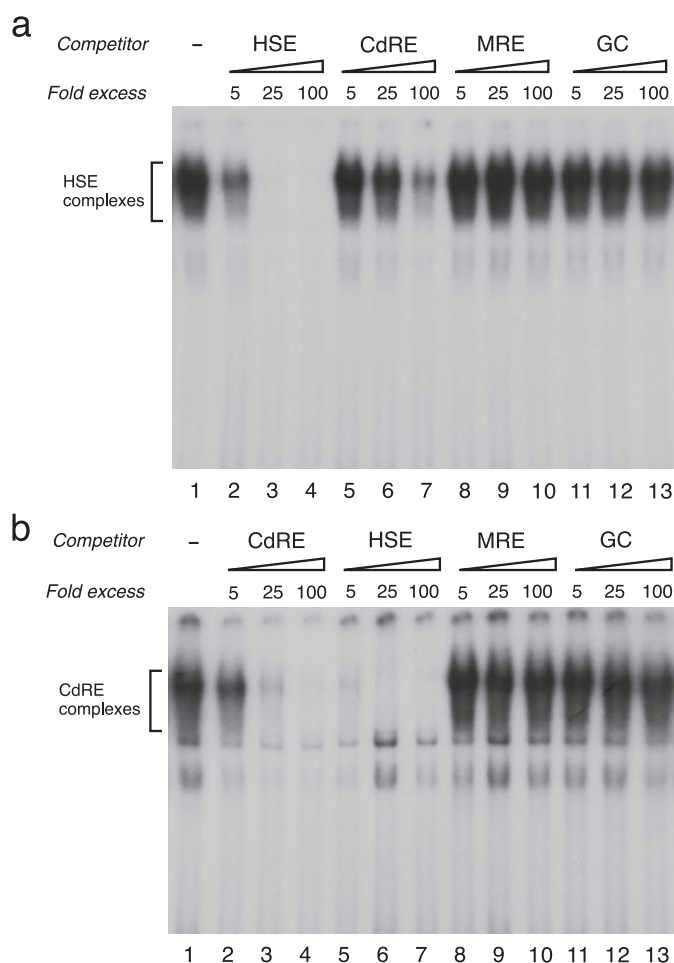 a
Competitor – HSE CdRE MRE GC
Fold excess 5 25 100 5 25 100 5 25 100 5 25 100
HSE
complexes
1 2 3 4 5 6 7 8 9 10 11 12 13
b
Competitor – CdRE HSE MRE GC
Fold excess 5 25 100 5 25 100 5 25 100 5 25 100
CdRE
complexes
1 2 3 4 5 6 7 8 9 10 11 12 13